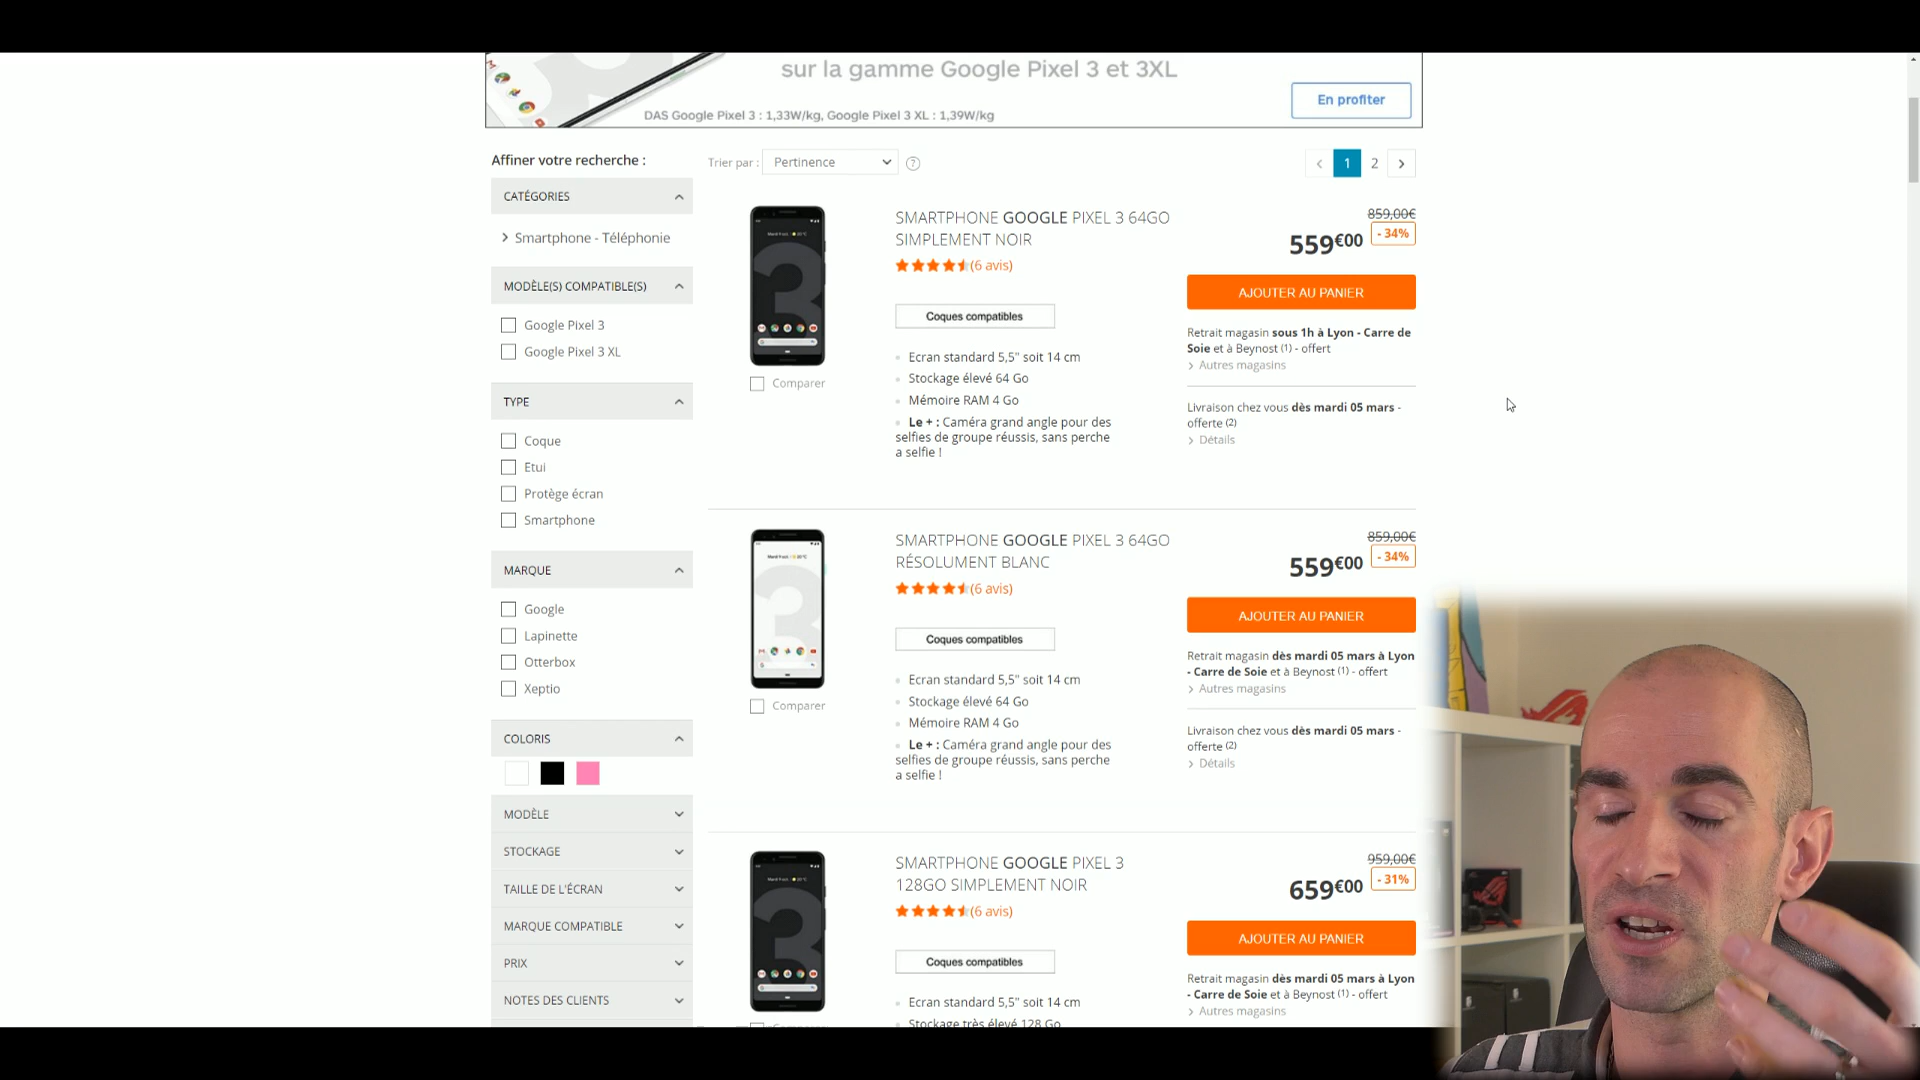 sur la gamme Google Pixel 3 et 3XL
En profiter
DAS Google Pixel 3 : 1,33W/kg, Google Pixel 3 XL : 1,39W/kg
Affiner votre recherche :
Trier par :
Pertinence
?
1
2
CATÉGORIES
Smartphone - Téléphonie
MODÈLE(S) COMPATIBLE(S)
Google Pixel 3
Google Pixel 3 XL
TYPE
Coque
Etui
Protège écran
Smartphone
MARQUE
Google
Lapinette
Otterbox
Xeptio
COLORIS
MODÈLE
STOCKAGE
TAILLE DE L'ÉCRAN
MARQUE COMPATIBLE
PRIX
NOTES DES CLIENTS
SMARTPHONE GOOGLE PIXEL 3 64GO
SIMPLEMENT NOIR
(6 avis)
Coques compatibles
Ecran standard 5,5" soit 14 cm
Stockage élevé 64 Go
Mémoire RAM 4 Go
Le + : Caméra grand angle pour des
selfies de groupe réussis, sans perche
a selfie !
Comparer
859,00€
559€00
- 34%
AJOUTER AU PANIER
Retrait magasin sous 1h à Lyon - Carre de
Soie et à Beynost (1) - offert
Autres magasins
Livraison chez vous dès mardi 05 mars -
offerte (2)
Détails
SMARTPHONE GOOGLE PIXEL 3 64GO
RÉSOLUMENT BLANC
(6 avis)
Coques compatibles
Ecran standard 5,5" soit 14 cm
Stockage élevé 64 Go
Mémoire RAM 4 Go
Le + : Caméra grand angle pour des
selfies de groupe réussis, sans perche
a selfie !
Comparer
859,00€
559€00
- 34%
AJOUTER AU PANIER
Retrait magasin dès mardi 05 mars à Lyon
- Carre de Soie et à Beynost (1) - offert
Autres magasins
Livraison chez vous dès mardi 05 mars -
offerte (2)
Détails
SMARTPHONE GOOGLE PIXEL 3
128GO SIMPLEMENT NOIR
(6 avis)
Coques compatibles
Ecran standard 5,5" soit 14 cm
Stockage très élevé 128 Go
959,00€
659€00
- 31%
AJOUTER AU PANIER
Retrait magasin dès mardi 05 mars à Lyon
- Carre de Soie et à Beynost (1) - offert
Autres magasins